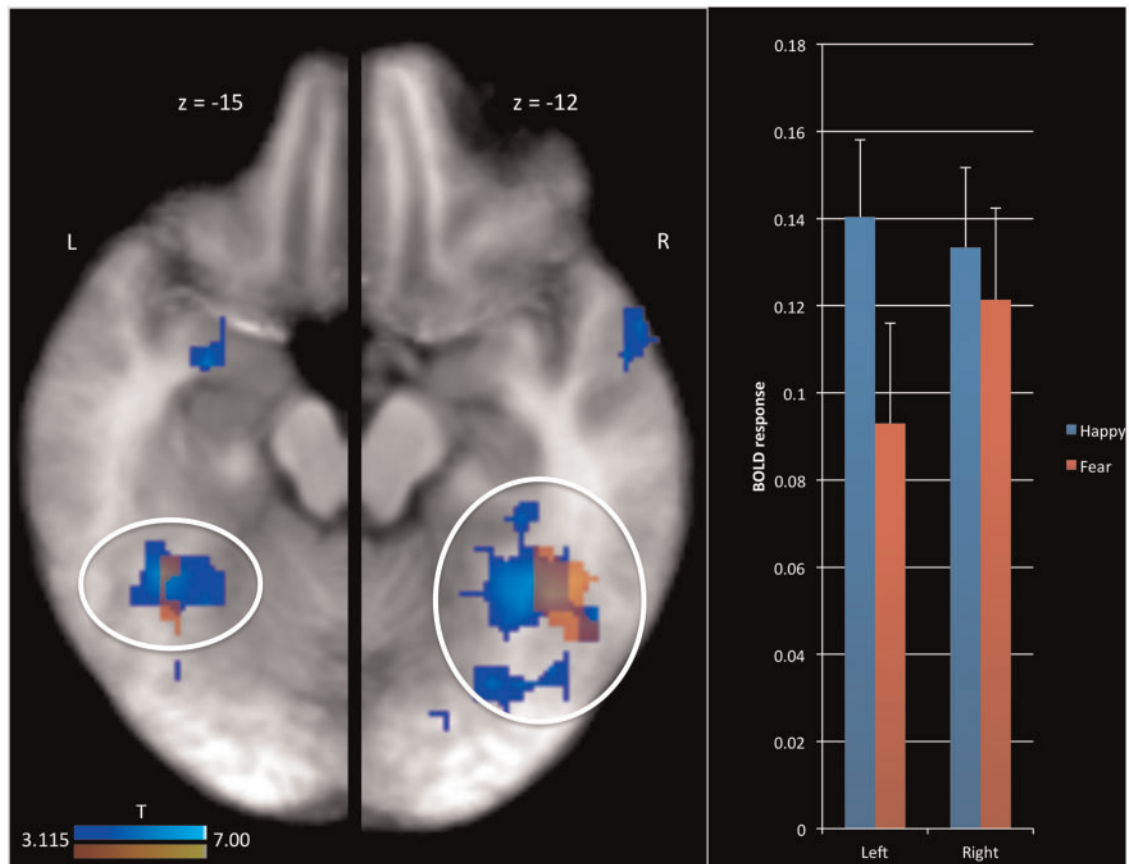 z = -15
z = -12
L
R
T
3.115
7.00
0.18
0.16
0.14
0.12
0.1
0.08
0.06
0.04
0.02
0
BOLD response
Left
Right
Happy
Fear